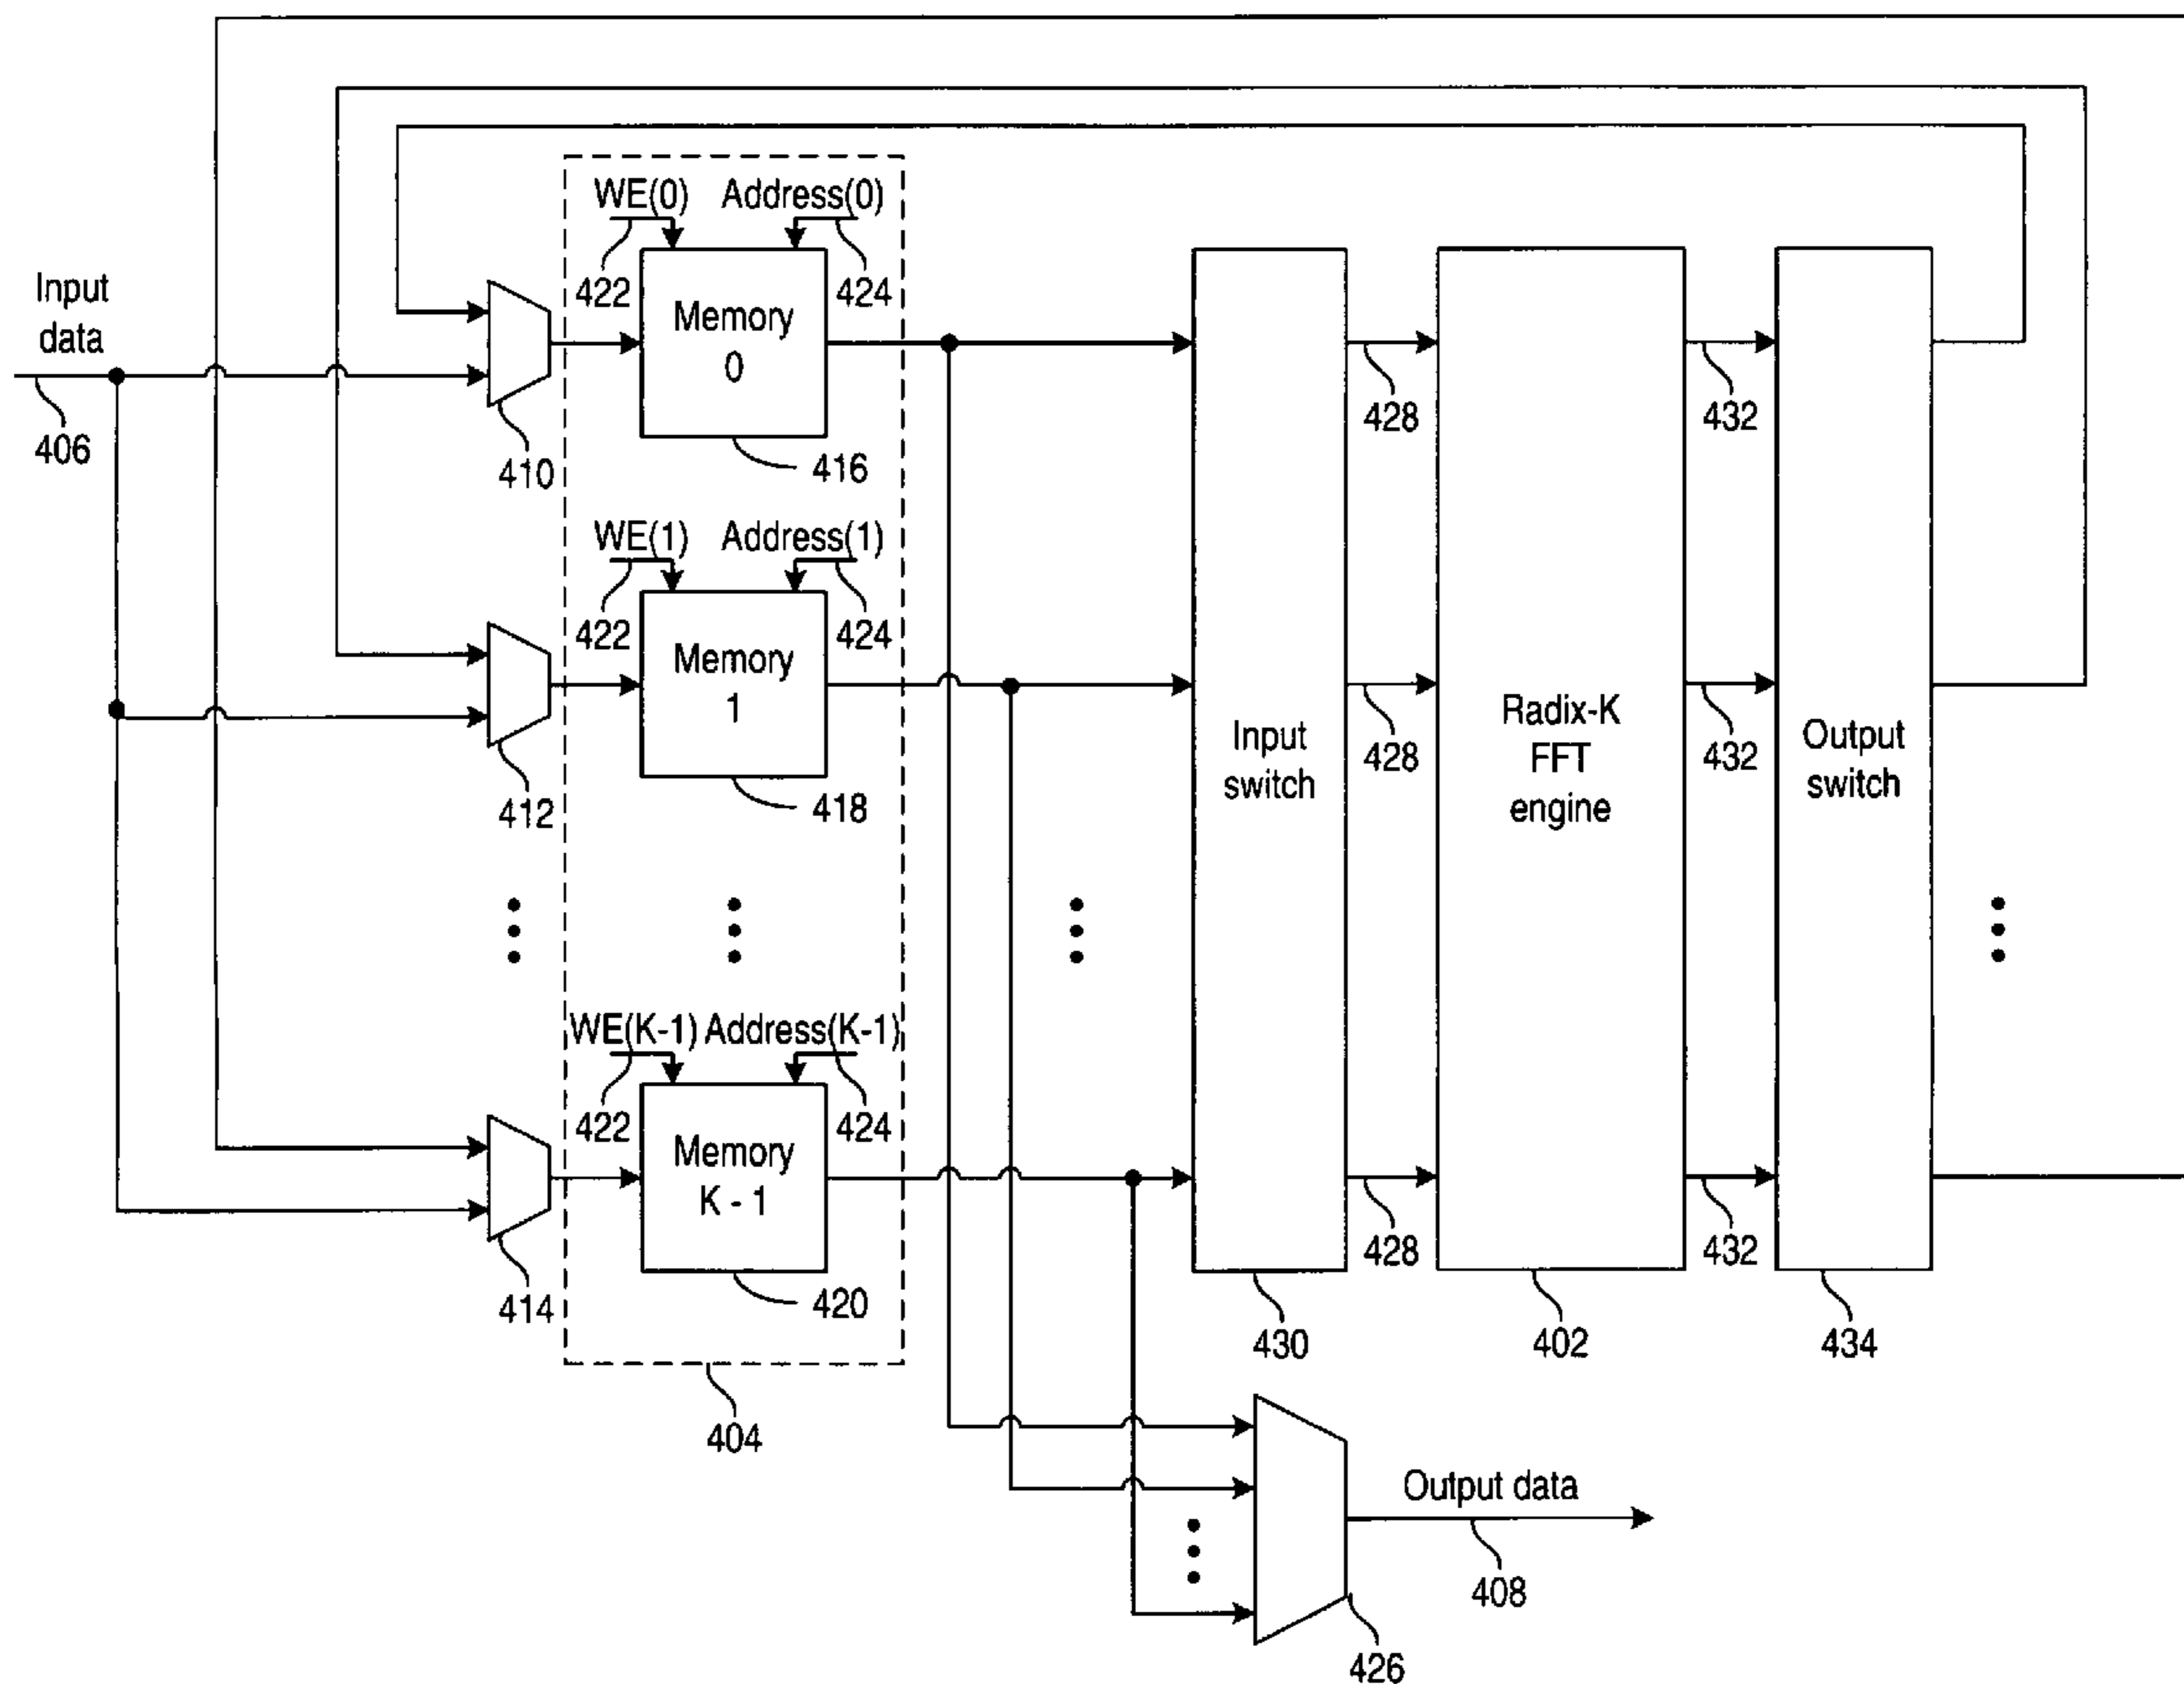 WE(0) Address(0)
422
424
Input
data
Memory
0
406
410
416
428
432
WE(1) Address(1)
422
424
Memory
1
412
418
Input
switch
428
Radix-K
FFT
engine
432
Output
switch
WE(K-1) Address(K-1)
422
424
Memory
K - 1
414
420
428
432
430
402
434
404
Output data
408
426